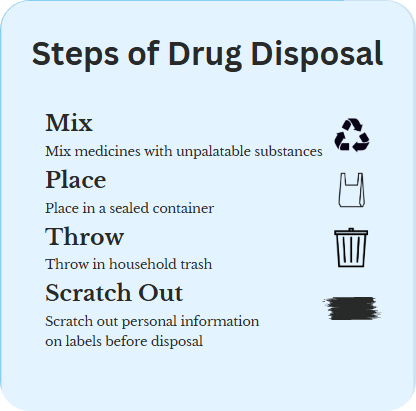 Steps of Drug Disposal
Mix
Mix medicines with unpalatable substances
Place
Place in a sealed container
Throw
Throw in household trash
Scratch Out
Scratch out personal information
on labels before disposal